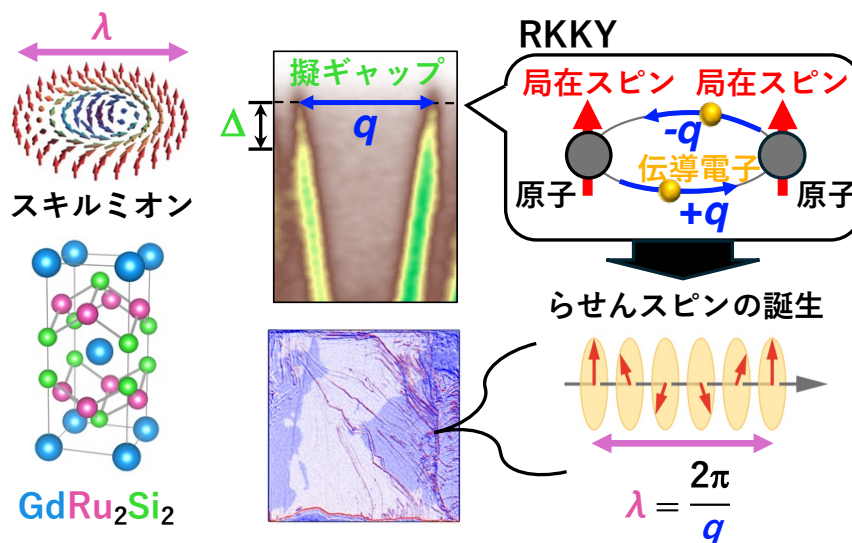 λ
スキルミオン
GdRu₂Si₂
擬ギャップ
Δ
q
RKKY
局在スピン 局在スピン
-q
伝導電子
原子 原子
+q
らせんスピンの誕生
λ = 2π/q